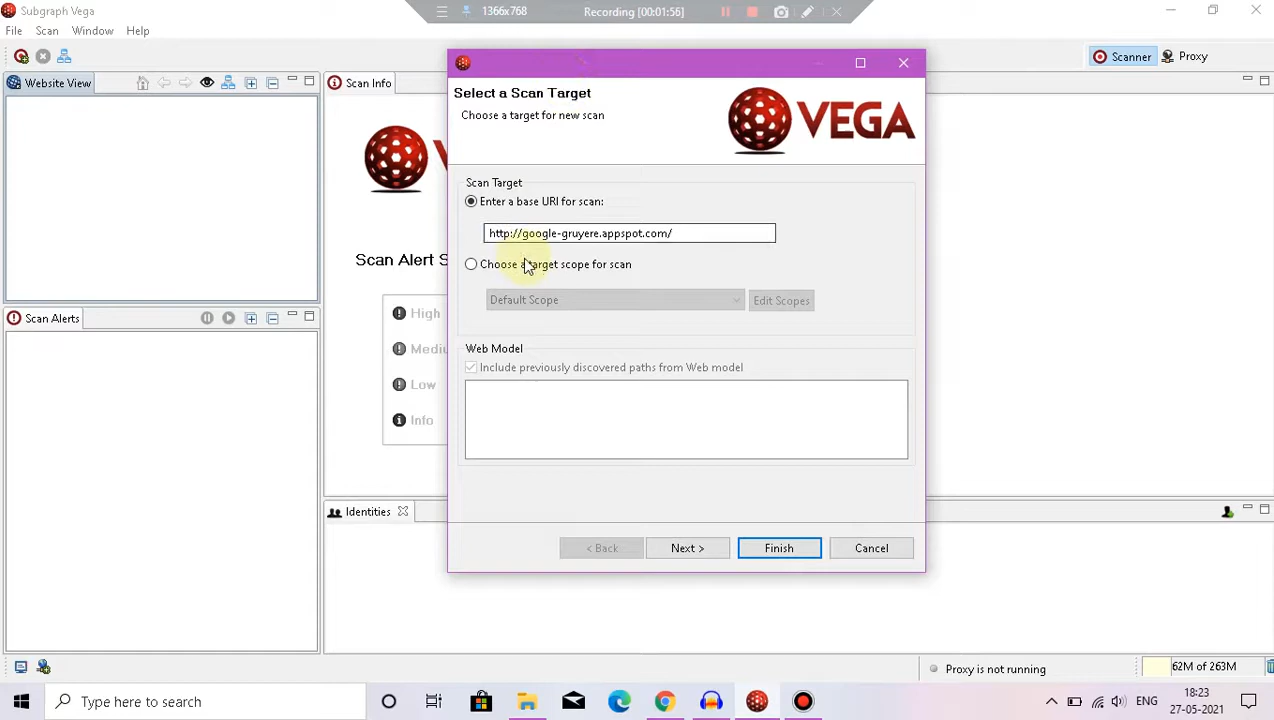 Subgraph Vega
1366x768
Recording [00:01:56]
File Scan Window Help
Scanner
Proxy
Website View
Scan Info
Select a Scan Target
Choose a target for new scan
VEGA
V
Scan Target
Enter a base URI for scan:
http://google-gruyere.appspot.com/
Choose a target scope for scan
Default Scope
Edit Scopes
Scan Alert S
High
Mediu
Low
Info
Scan Alerts
Web Model
Include previously discovered paths from Web model
Identities
< Back
Next >
Finish
Cancel
Proxy is not running
62M of 263M
Type here to search
ENG
8:23
27-05-2021